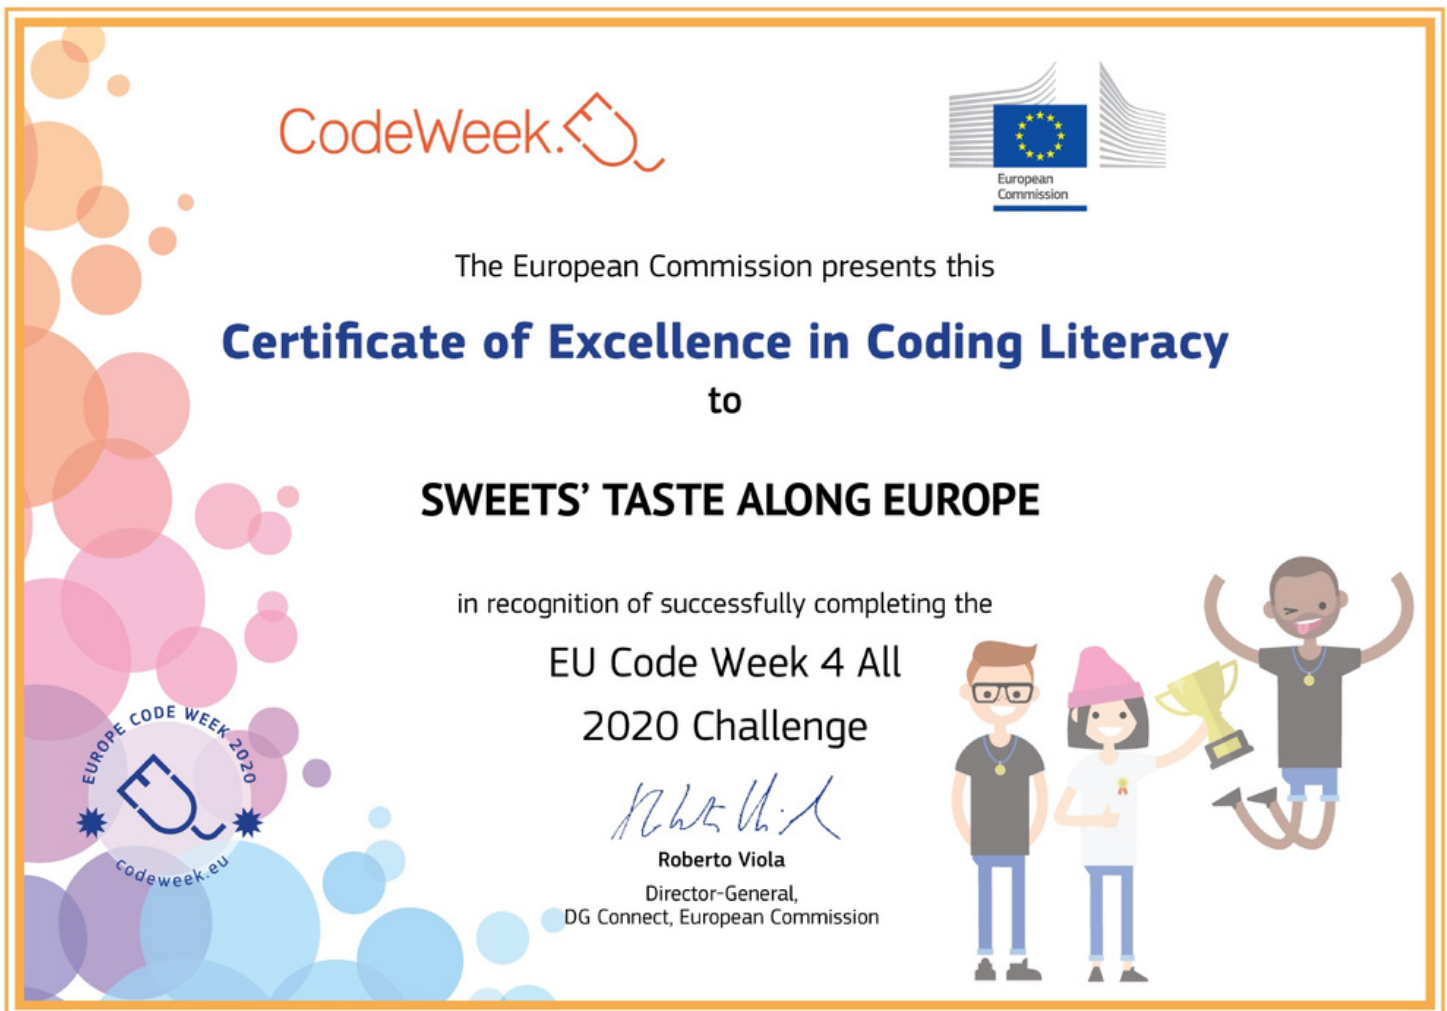 CodeWeek.EU
European
Commission
The European Commission presents this
Certificate of Excellence in Coding Literacy
to
SWEETS’ TASTE ALONG EUROPE
in recognition of successfully completing the
EU Code Week 4 All
2020 Challenge
Roberto Viola
Director-General,
DG Connect, European Commission
EUROPE CODE WEEK 2020
EU
codeweek.eu